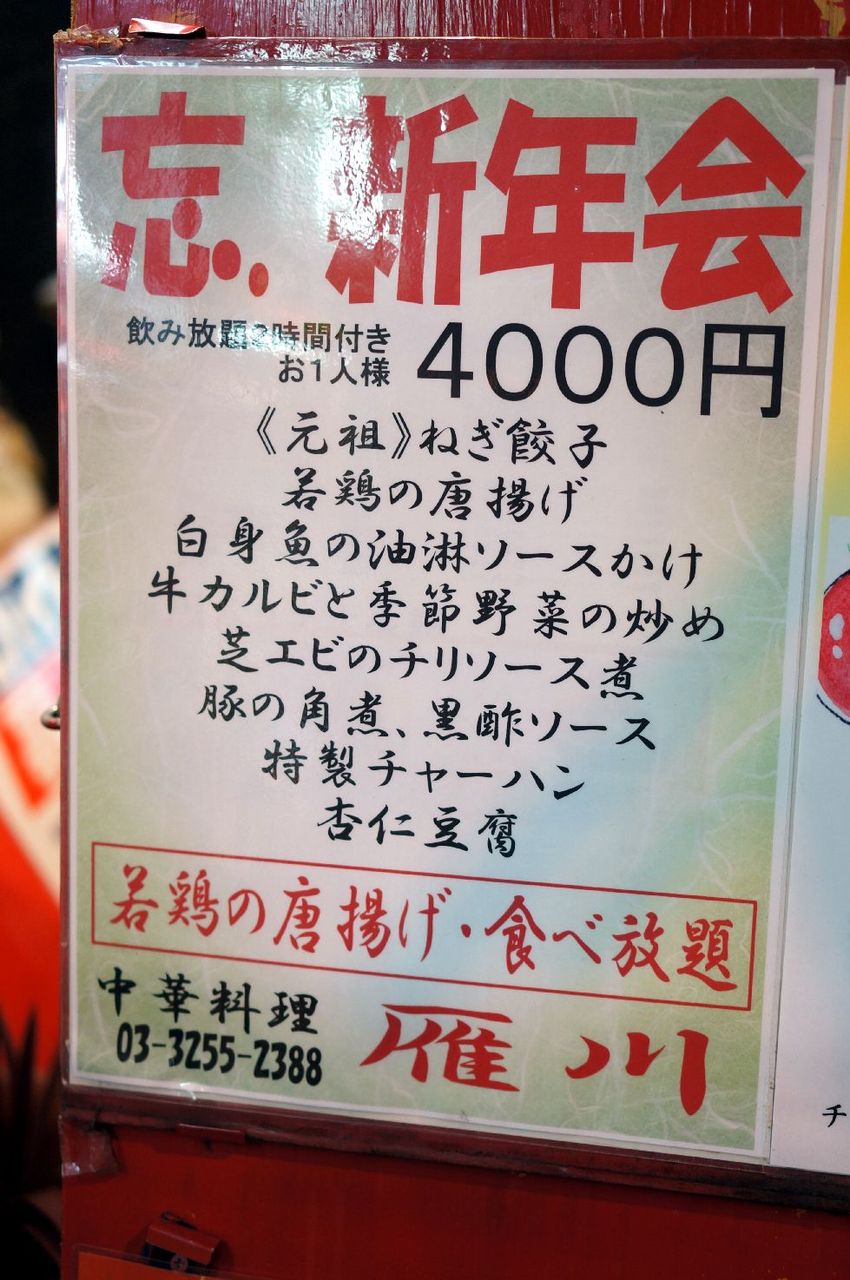 忘.新年会
飲み放題2時間付き
お1人様 4000円
《元祖》ねぎ餃子
若鶏の唐揚げ
白身魚の油淋ソースかけ
牛カルビと季節野菜の炒め
芝エビのチリソース煮
豚の角煮、黒酢ソース
特製チャーハン
杏仁豆腐
若鶏の唐揚げ・食べ放題
中華料理
03-3255-2388
雁川
チ